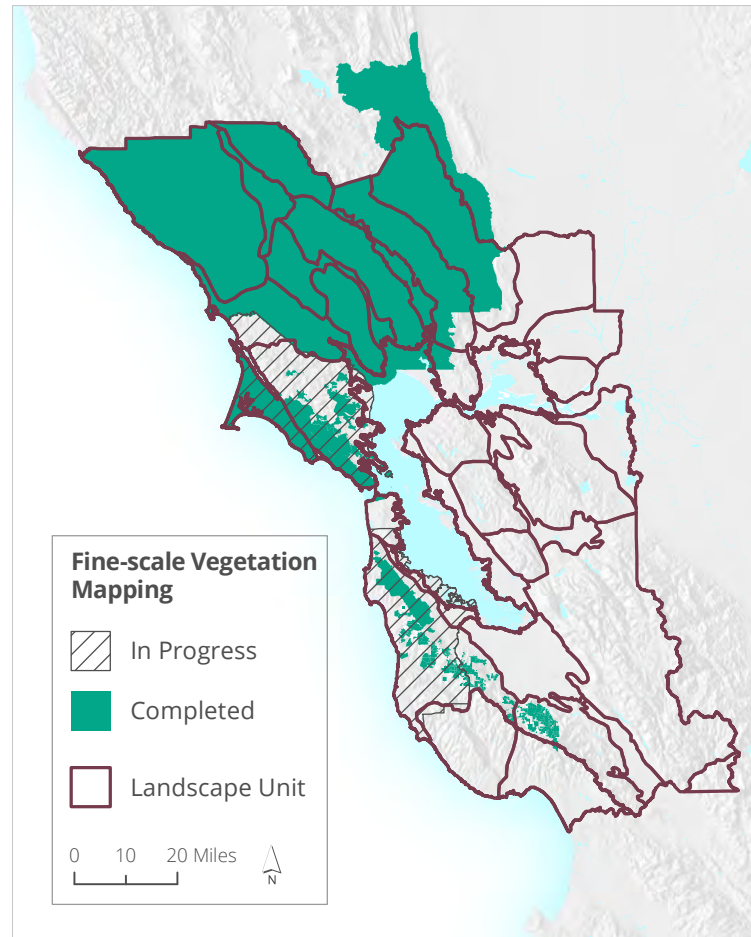 Fine-scale Vegetation
Mapping
In Progress
Completed
Landscape Unit
0 10 20 Miles
N